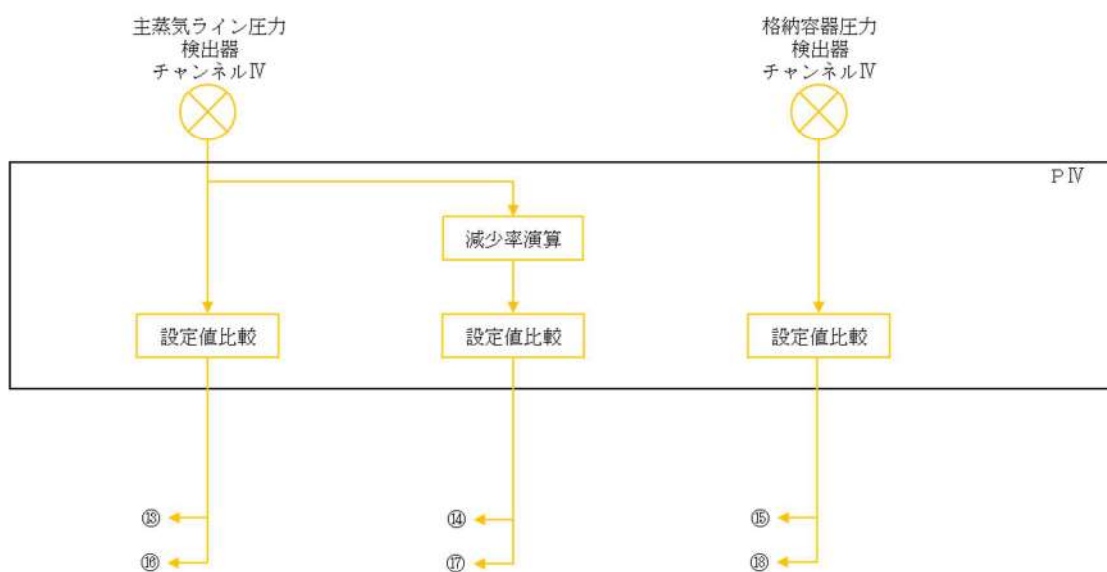 主蒸気ライン圧力
検出器
チャンネルⅣ
格納容器圧力
検出器
チャンネルⅣ
ＰⅣ
減少率演算
設定値比較
設定値比較
設定値比較
⑬
⑭
⑮
⑯
⑰
⑱